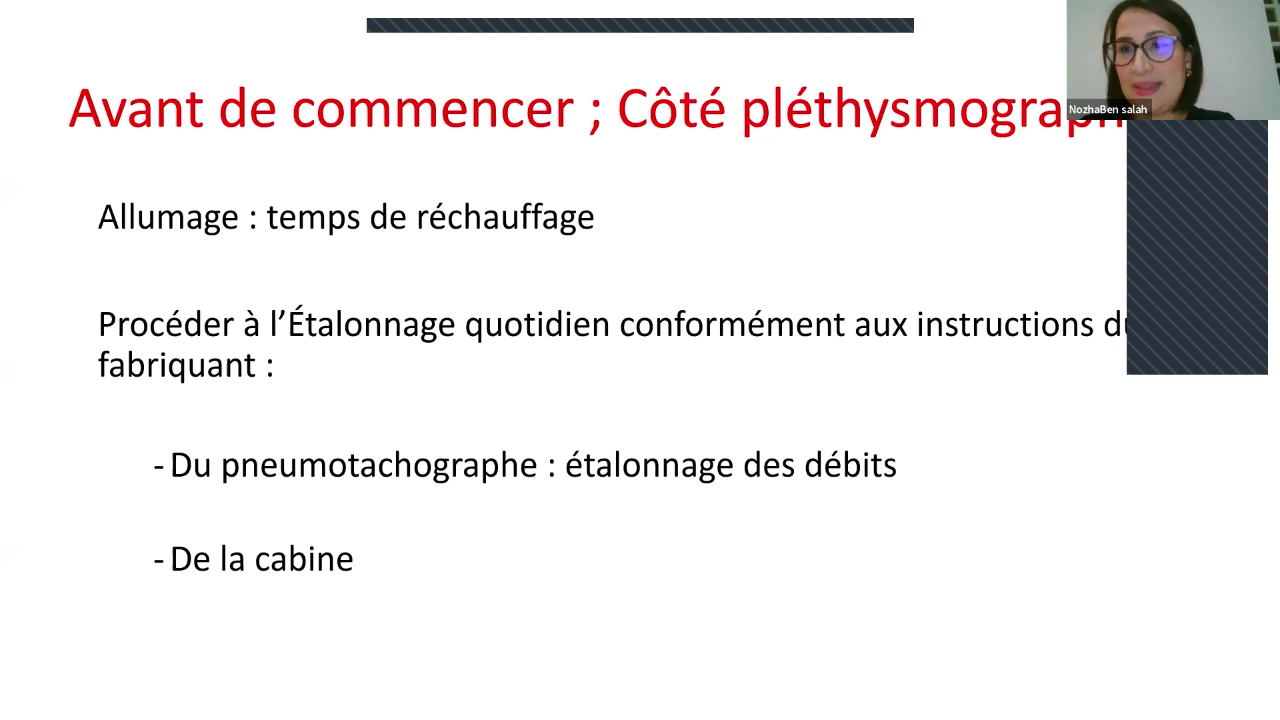 Avant de commencer ; Côté
NozhaBen salah
Allumage : temps de réchauffage
Procéder à l’Étalonnage quotidien conformément aux instructions
fabriquant :
- Du pneumotachographe : étalonnage des débits
- De la cabine